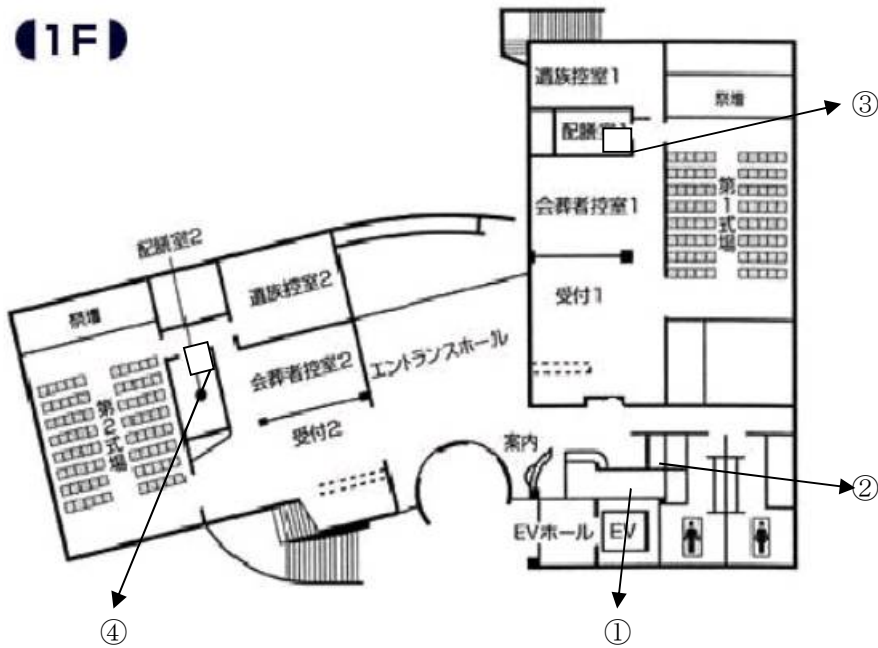 1F
遺族控室1
祭壇
③
配膳室1
会葬者控室1
第1式場
配膳室2
遺族控室2
受付1
祭壇
エントランスホール
会葬者控室2
第2式場
受付2
案内
②
EVホール
EV
④
①